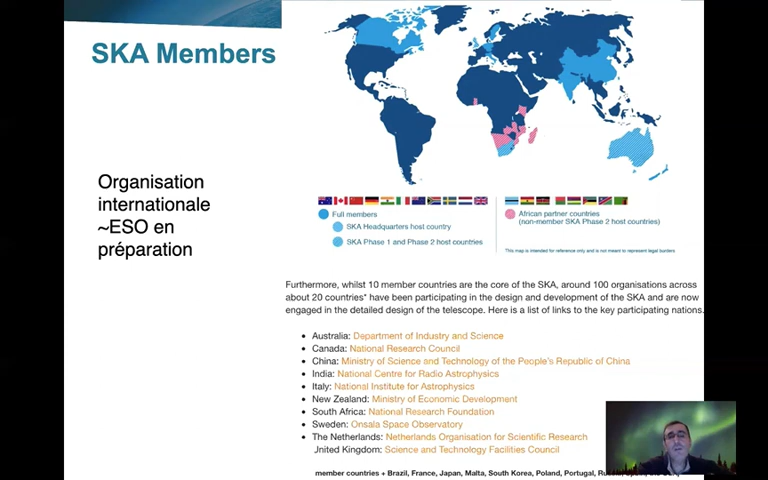 SKA Members
Organisation
internationale
~ESO en
préparation
Full members
SKA Headquarters host country
SKA Phase 1 and Phase 2 host countries
African partner countries
(non-member SKA Phase 2 host countries)
This map is intended for reference only and is not meant to represent legal borders
Furthermore, whilst 10 member countries are the core of the SKA, around 100 organisations across
about 20 countries* have been participating in the design and development of the SKA and are now
engaged in the detailed design of the telescope. Here is a list of links to the key participating nations.
• Australia: Department of Industry and Science
• Canada: National Research Council
• China: Ministry of Science and Technology of the People's Republic of China
• India: National Centre for Radio Astrophysics
• Italy: National Institute for Astrophysics
• New Zealand: Ministry of Economic Development
• South Africa: National Research Foundation
• Sweden: Onsala Space Observatory
• The Netherlands: Netherlands Organisation for Scientific Research
United Kingdom: Science and Technology Facilities Council
member countries + Brazil, France, Japan, Malta, South Korea, Poland, Portugal,